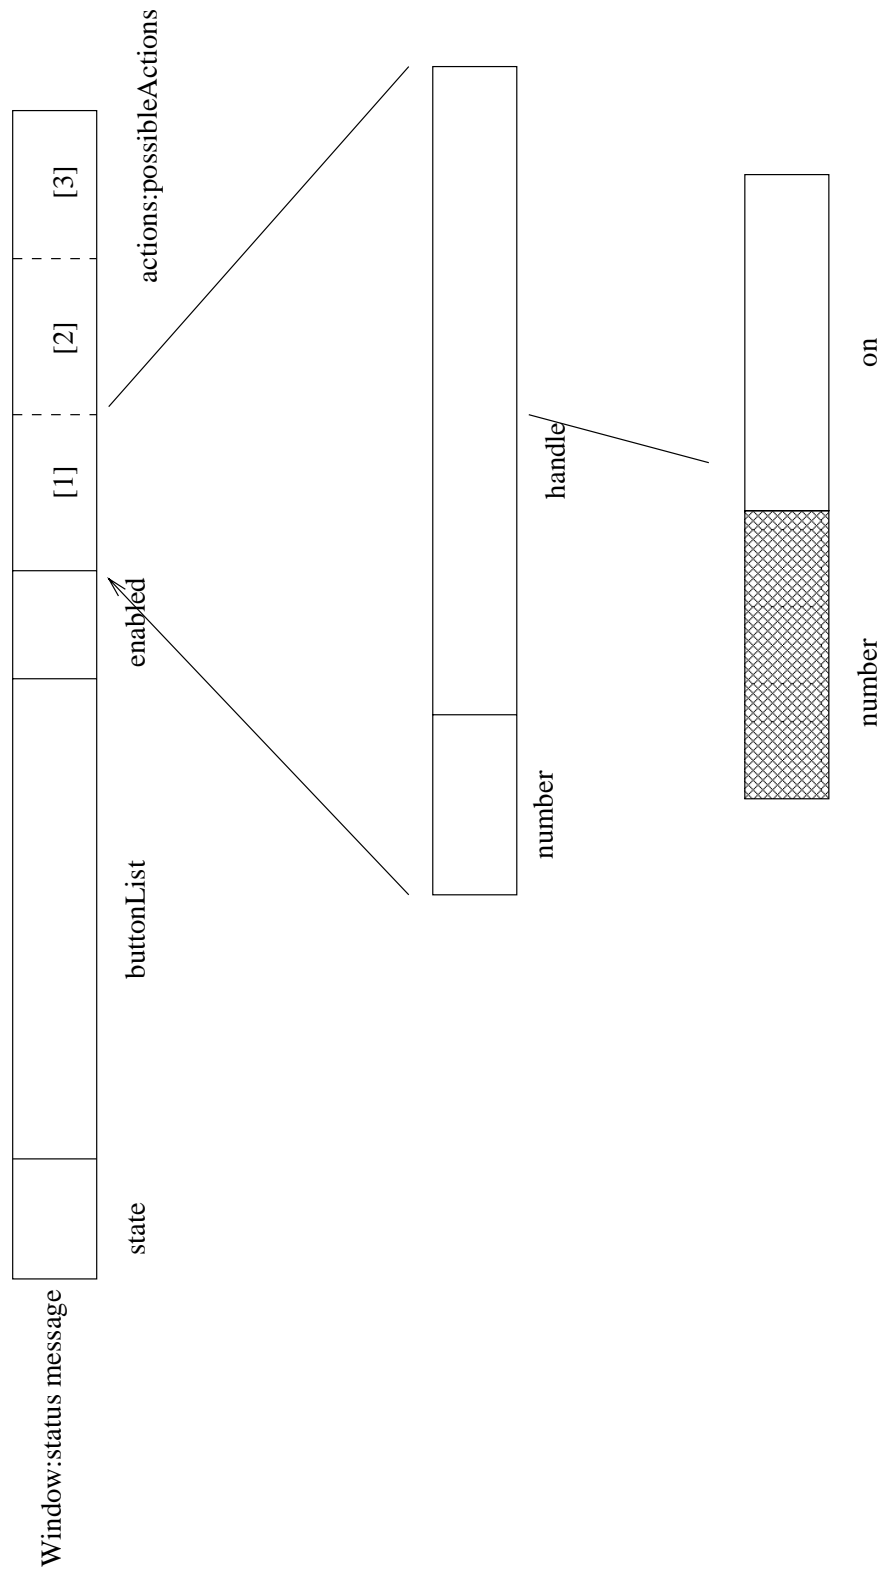 Window:status message
state
buttonList
enabled
[1]
[2]
[3]
actions:possibleActions
number
handle
number
on